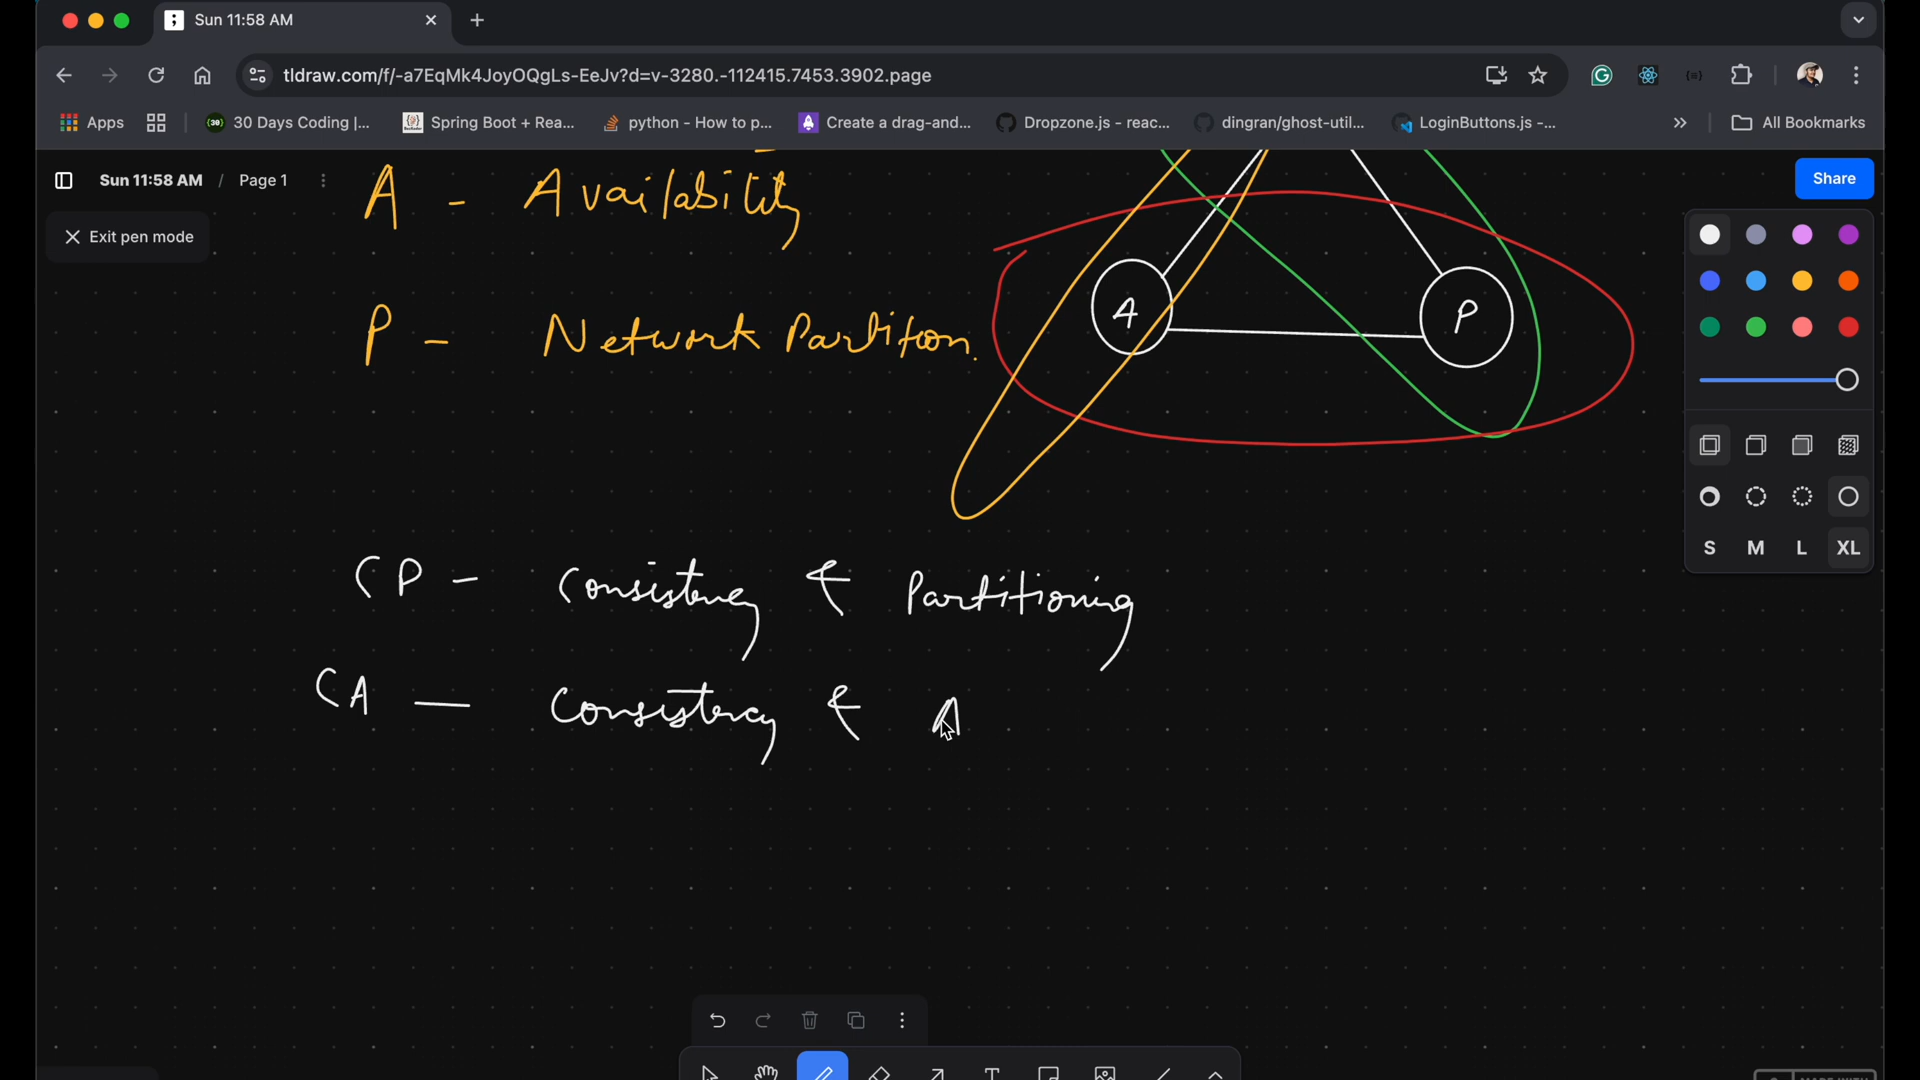 Sun 11:58 AM
tldraw.com/f/-a7EqMk4JoyOQgLs-EeJv?d=v-3280.-112415.7453.3902.page
Apps 30 Days Coding |... Spring Boot + Rea... python - How to p... Create a drag-and... Dropzone.js - reac... dingran/ghost-util... LoginButtons.js -... All Bookmarks
Sun 11:58 AM / Page 1
Share
Exit pen mode
A - Availability
P - Network Partition.
A
P
S M L XL
CP - Consistency & Partitioning
CA - Consistency & A